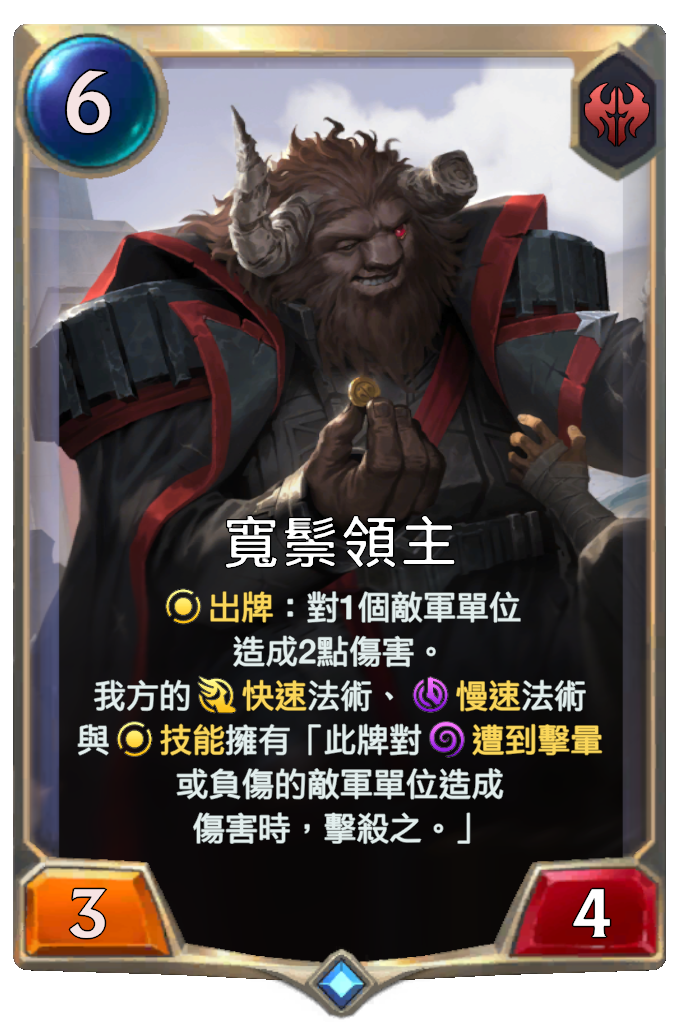 6
寬鬃領主
出牌：對1個敵軍單位
造成2點傷害。
我方的快速法術、慢速法術
與技能擁有「此牌對遭到擊暈
或負傷的敵軍單位造成
傷害時，擊殺之。」
3
4